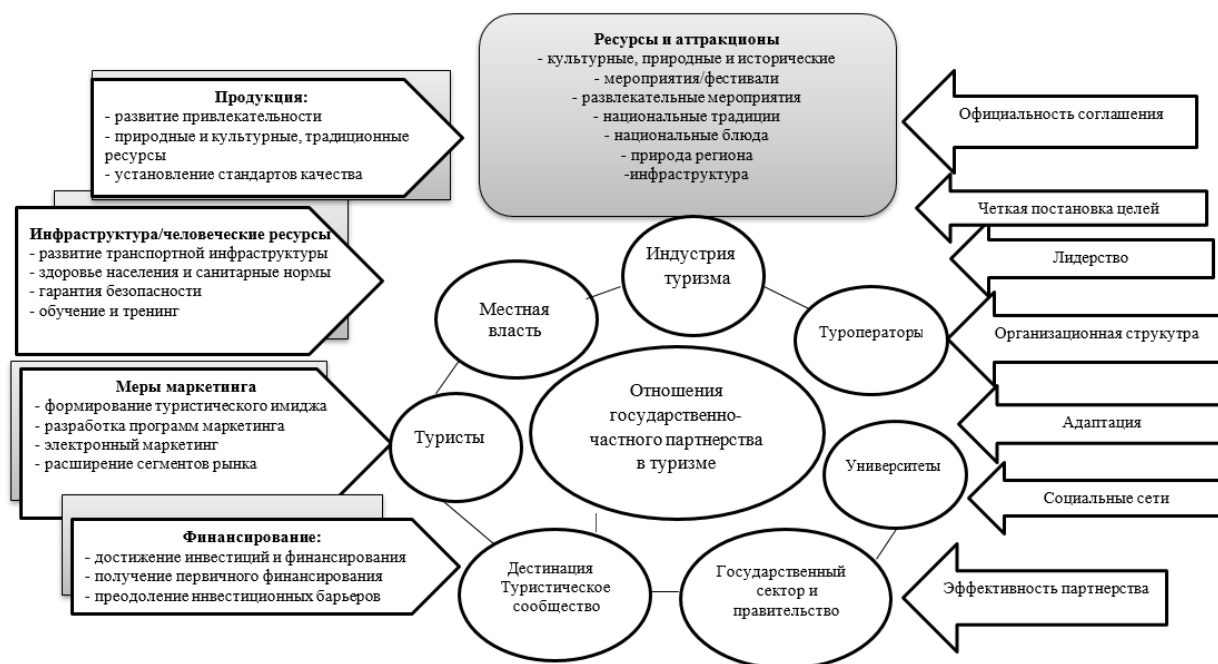 Ресурсы и аттракционы
- культурные, природные и исторические
- мероприятия/фестивали
- развлекательные мероприятия
- национальные традиции
- национальные блюда
- природа региона
-инфраструктура
Продукция:
- развитие привлекательности
- природные и культурные, традиционные
ресурсы
- установление стандартов качества
Инфраструктура/человеческие ресурсы
- развитие транспортной инфраструктуры
- здоровье населения и санитарные нормы
- гарантия безопасности
- обучение и тренинг
Меры маркетинга
- формирование туристического имиджа
- разработка программ маркетинга
- электронный маркетинг
- расширение сегментов рынка
Финансирование:
- достижение инвестиций и финансирования
- получение первичного финансирования
- преодоление ннвестиционных барьеров
Индустрия
туризма
Местная
власть
Туроператоры
Туристы
Отношения
государственно-
частного партнерства
в туризме
Университеты
Дестинация
Туристическое
сообщество
Государственный
сектор и
правительство
Официальность соглашения
Четкая постановка целей
Лидерство
Организационная струкутра
Адаптация
Социальные сети
Эффективность партнерства